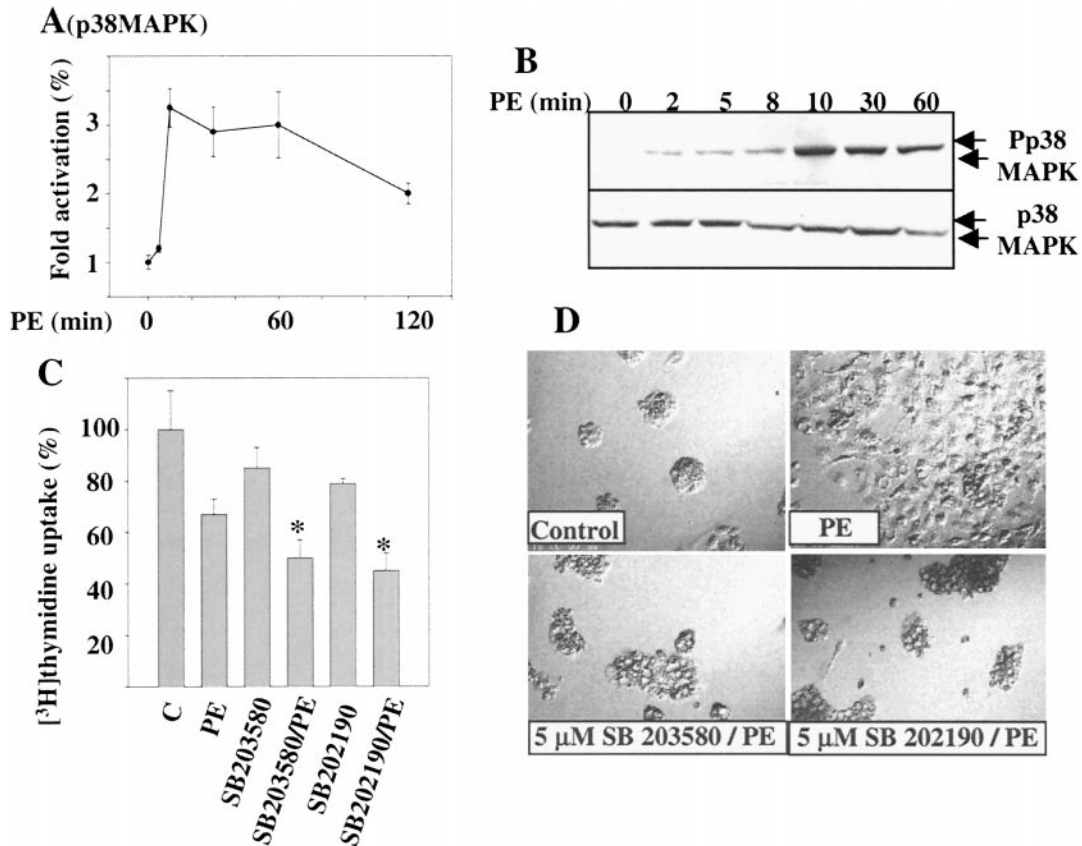 A(p38MAPK)
Fold activation (%)
3
2
1
PE (min) 0 60 120
B
PE (min) 0 2 5 8 10 30 60
Pp38
MAPK
p38
MAPK
C
[³H]thymidine uptake (%)
100
80
60
40
20
C
PE
SB203580
SB203580/PE
SB202190
SB202190/PE
*
*
D
Control
PE
5 µM SB 203580 / PE
5 µM SB 202190 / PE